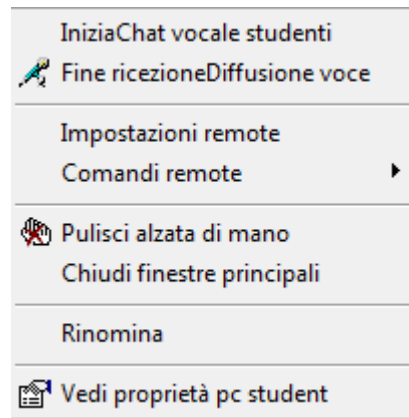 IniziaChat vocale studenti
Fine ricezioneDiffusione voce
Impostazioni remote
Comandi remote
Pulisci alzata di mano
Chiudi finestre principali
Rinomina
Vedi proprietà pc student